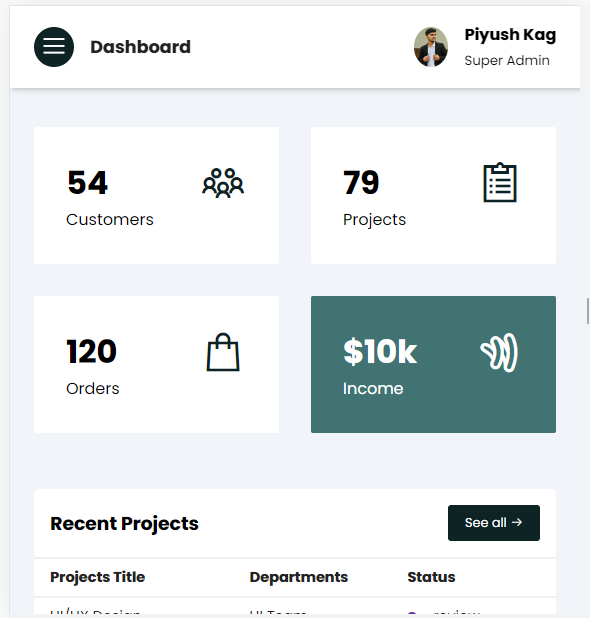 Dashboard
Piyush Kag
Super Admin
54
Customers
79
Projects
120
Orders
$10k
Income
Recent Projects
See all →
Projects Title Departments Status
UI/UX Design UI Team review